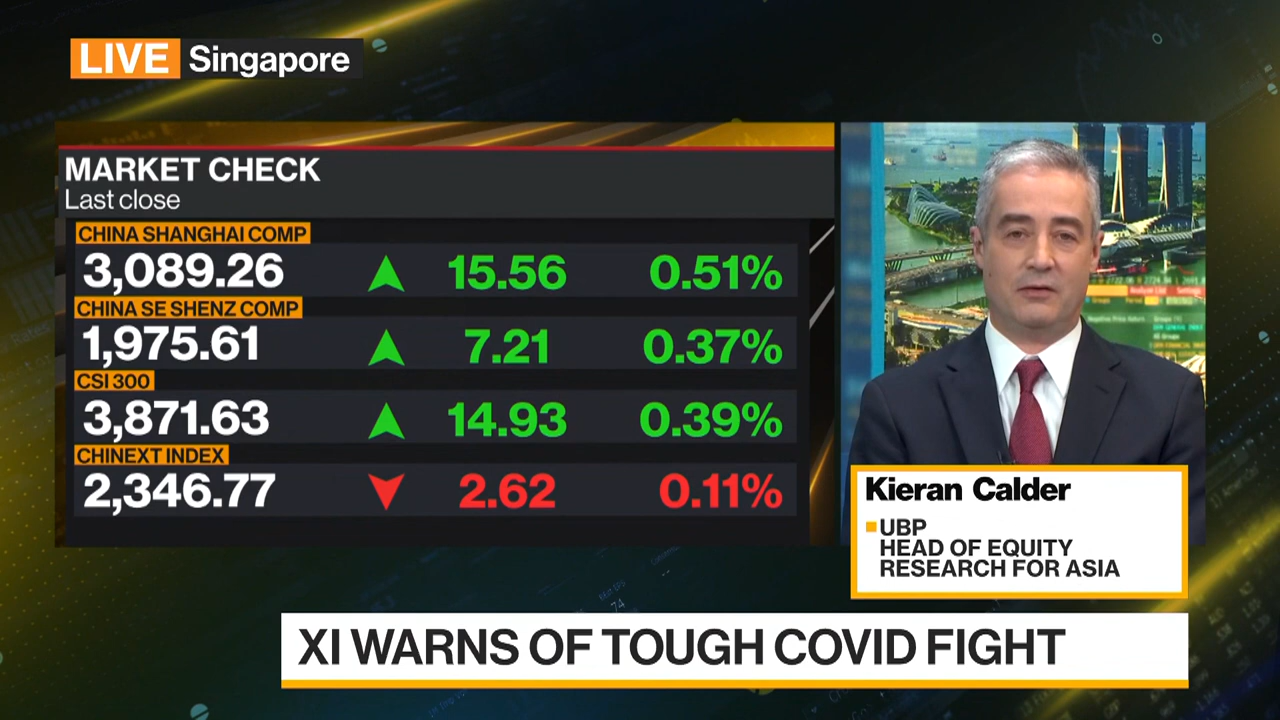 LIVE Singapore
MARKET CHECK
Last close
CHINA SHANGHAI COMP
3,089.26 15.56 0.51%
CHINA SE SHENZ COMP
1,975.61 7.21 0.37%
CSI 300
3,871.63 14.93 0.39%
CHINEXT INDEX
2,346.77 2.62 0.11%
Kieran Calder
UBP
HEAD OF EQUITY
RESEARCH FOR ASIA
XI WARNS OF TOUGH COVID FIGHT